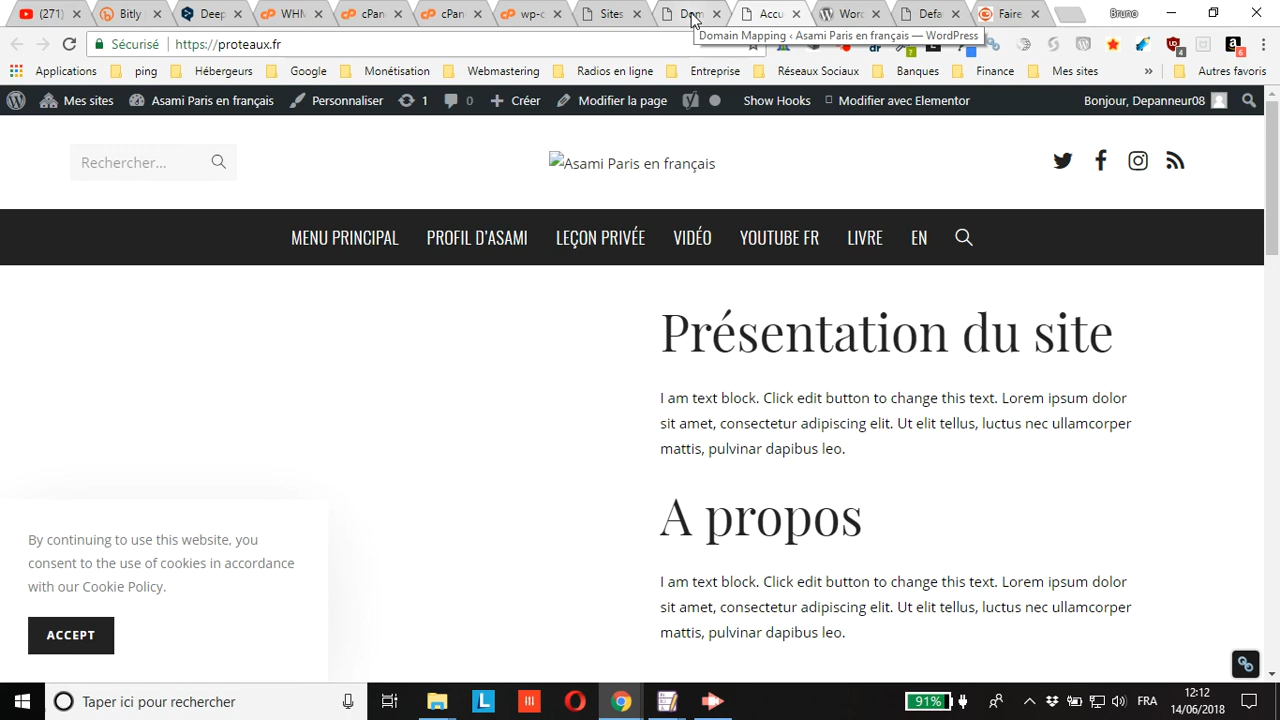 (271)
Bitly
Deep
WHM
cPan
cPan
wp-c
Sites
Dom
Accu
Word
Defa
Faire
Bruno
Domain Mapping ‹ Asami Paris en français — WordPress
Sécurisé
https://proteaux.fr
4
6
Applications
ping
Hébergeurs
Google
Monétisation
Webmastering
Radios en ligne
Entreprise
Réseaux Sociaux
Banques
Finance
Mes sites
»
Autres favoris
Mes sites
Asami Paris en français
Personnaliser
1
0
Créer
Modifier la page
Show Hooks
Modifier avec Elementor
Bonjour, Depanneur08
Rechercher...
Asami Paris en français
MENU PRINCIPAL
PROFIL D'ASAMI
LEÇON PRIVÉE
VIDÉO
YOUTUBE FR
LIVRE
EN
Présentation du site
I am text block. Click edit button to change this text. Lorem ipsum dolor
sit amet, consectetur adipiscing elit. Ut elit tellus, luctus nec ullamcorper
mattis, pulvinar dapibus leo.
A propos
I am text block. Click edit button to change this text. Lorem ipsum dolor
sit amet, consectetur adipiscing elit. Ut elit tellus, luctus nec ullamcorper
mattis, pulvinar dapibus leo.
By continuing to use this website, you
consent to the use of cookies in accordance
with our Cookie Policy.
ACCEPT
Taper ici pour rechercher
91%
FRA
12:12
14/06/2018